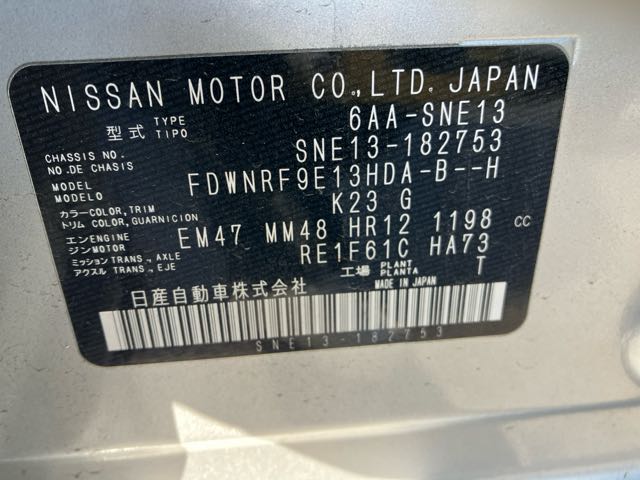 NISSAN MOTOR CO.,LTD. JAPAN
型式 TYPE TIPO 6AA-SNE13
CHASSIS NO. NO.DE CHASIS SNE13-182753
MODEL MODELO FDWNRF9E13HDA-B--H
カラー COLOR, TRIM トリム COLOR, GUARNICION K23 G
エンジン ENGINE MOTOR EM47 MM48 HR12 1198 CC
ミッション TRANS., AXLE アクスル TRANS., EJE RE1F61C HA73
工場 PLANT PLANTA T
日産自動車株式会社 MADE IN JAPAN
SNE13-182753